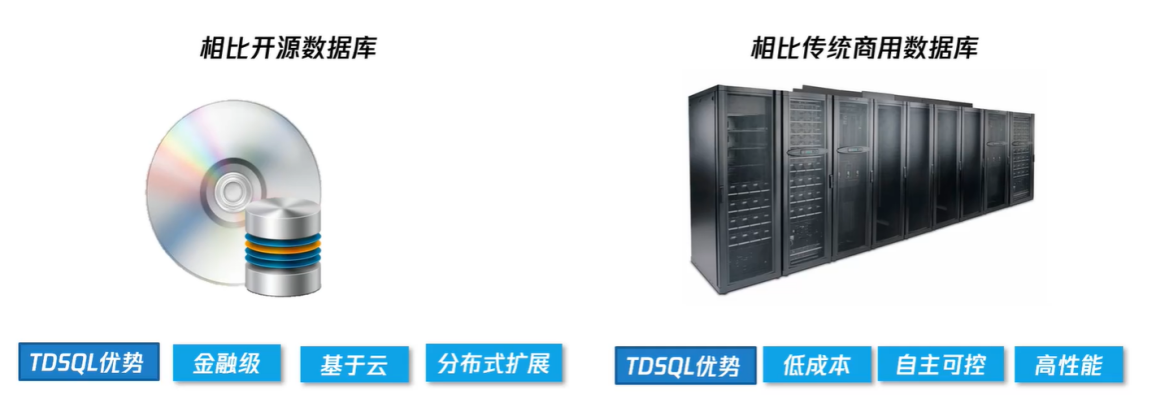 相比开源数据库
相比传统商用数据库
TDSQL优势 金融级 基于云 分布式扩展
TDSQL优势 低成本 自主可控 高性能